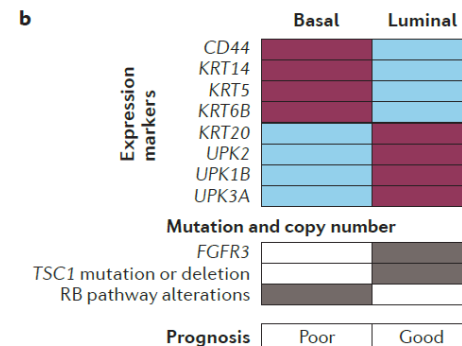 b
Basal Luminal
Expression markers
CD44
KRT14
KRT5
KRT6B
KRT20
UPK2
UPK1B
UPK3A
Mutation and copy number
FGFR3
TSC1 mutation or deletion
RB pathway alterations
Prognosis Poor Good